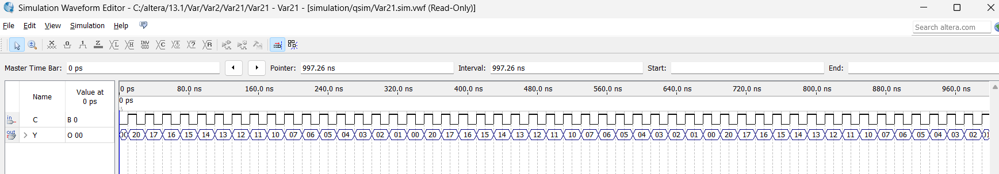 Simulation Waveform Editor - C:/altera/13.1/Var/Var2/Var21/Var21 - Var21 - [simulation/qsim/Var21.sim.vwf (Read-Only)]
File Edit View Simulation Help
Search altera.com
Master Time Bar: 0 ps Pointer: 997.26 ns Interval: 997.26 ns Start: End:
Name Value at 0 ps
0 ps 80.0 ns 160.0 ns 240.0 ns 320.0 ns 400.0 ns 480.0 ns 560.0 ns 640.0 ns 720.0 ns 800.0 ns 880.0 ns 960.0 ns
0 ps
in C B 0
out Y O 00 20 17 16 15 14 13 12 11 10 07 06 05 04 03 02 01 00 20 17 16 15 14 13 12 11 10 07 06 05 04 03 02 01 00 20 17 16 15 14 13 12 11 10 07 06 05 04 03 02